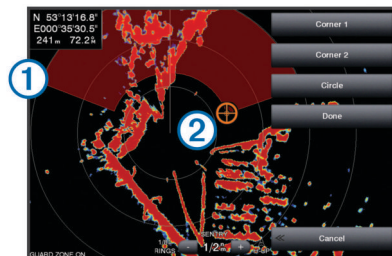 N 53°13'16.8"
E000°35'30.5"
241m 72.2
Corner 1
Corner 2
Circle
Done
1
2
SENTRY
RINGS
- 1/2 +
Cancel
GUARD ZONE ON